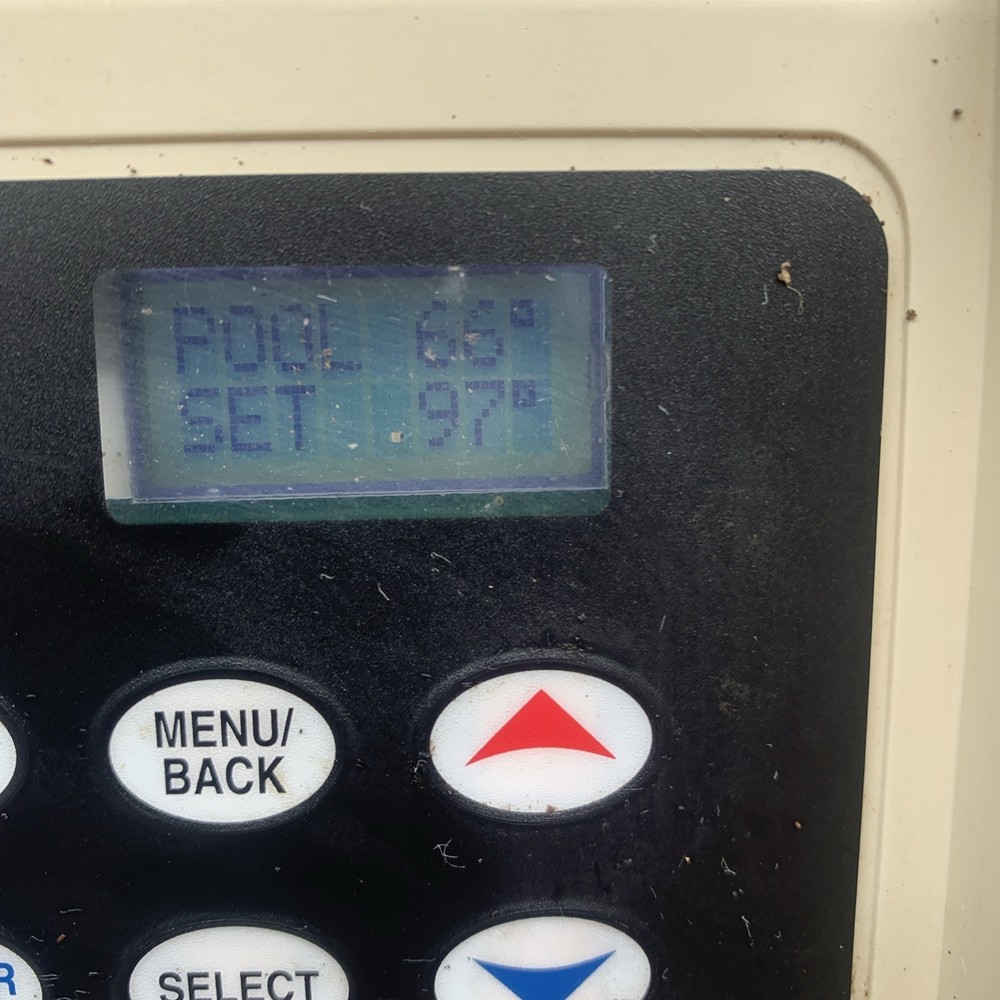 POOL 66°
SET 97°
MENU/
BACK
R
SELECT